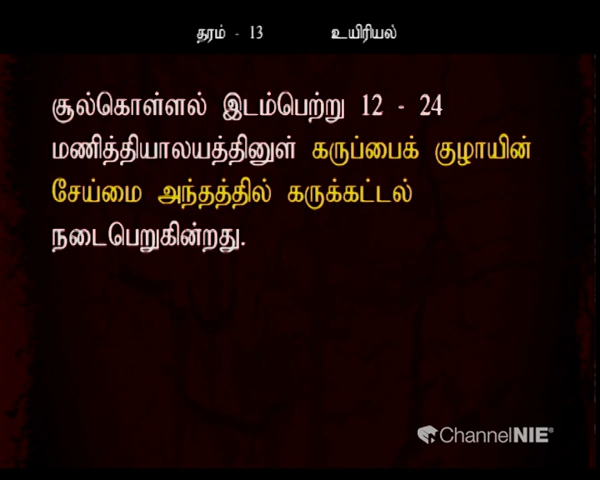 தரம் - 13 உயிரியல்
சூல்கொள்ளல் இடம்பெற்று 12 - 24
மணித்தியாலயத்தினுள் கருப்பைக் குழாயின்
சேய்மை அந்தத்தில் கருக்கட்டல்
நடைபெறுகின்றது.
ChannelNIE®